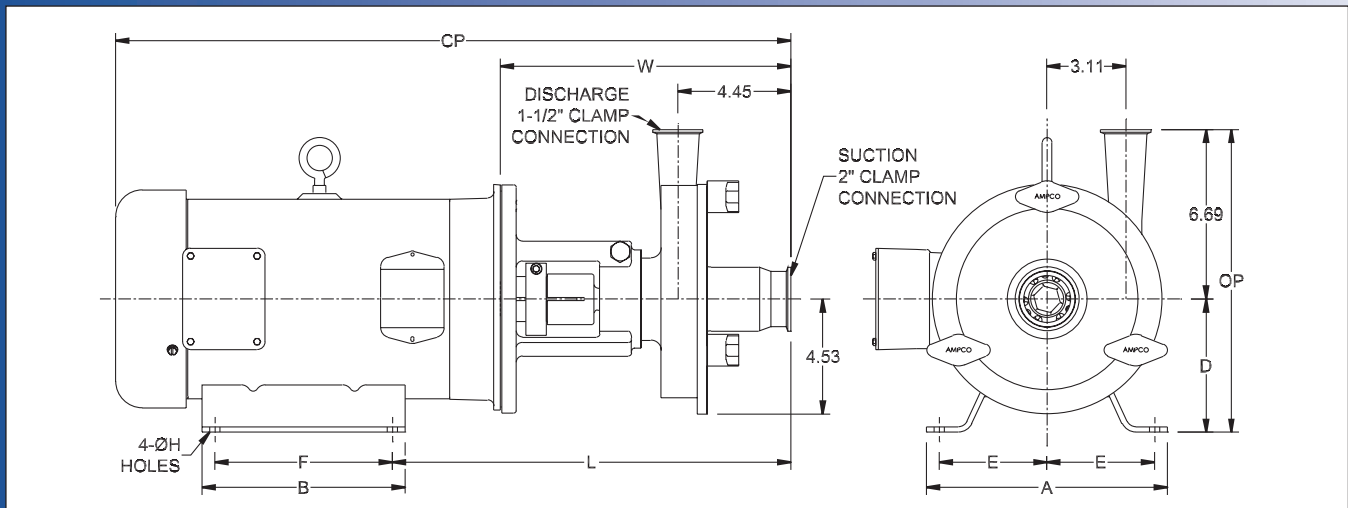 CP
W
4.45
3.11
DISCHARGE
1-1/2" CLAMP
CONNECTION
SUCTION
2" CLAMP
CONNECTION
AMPCO
6.69
OP
4.53
AMPCO
AMPCO
D
4-ØH
HOLES
F
L
B
E
E
A